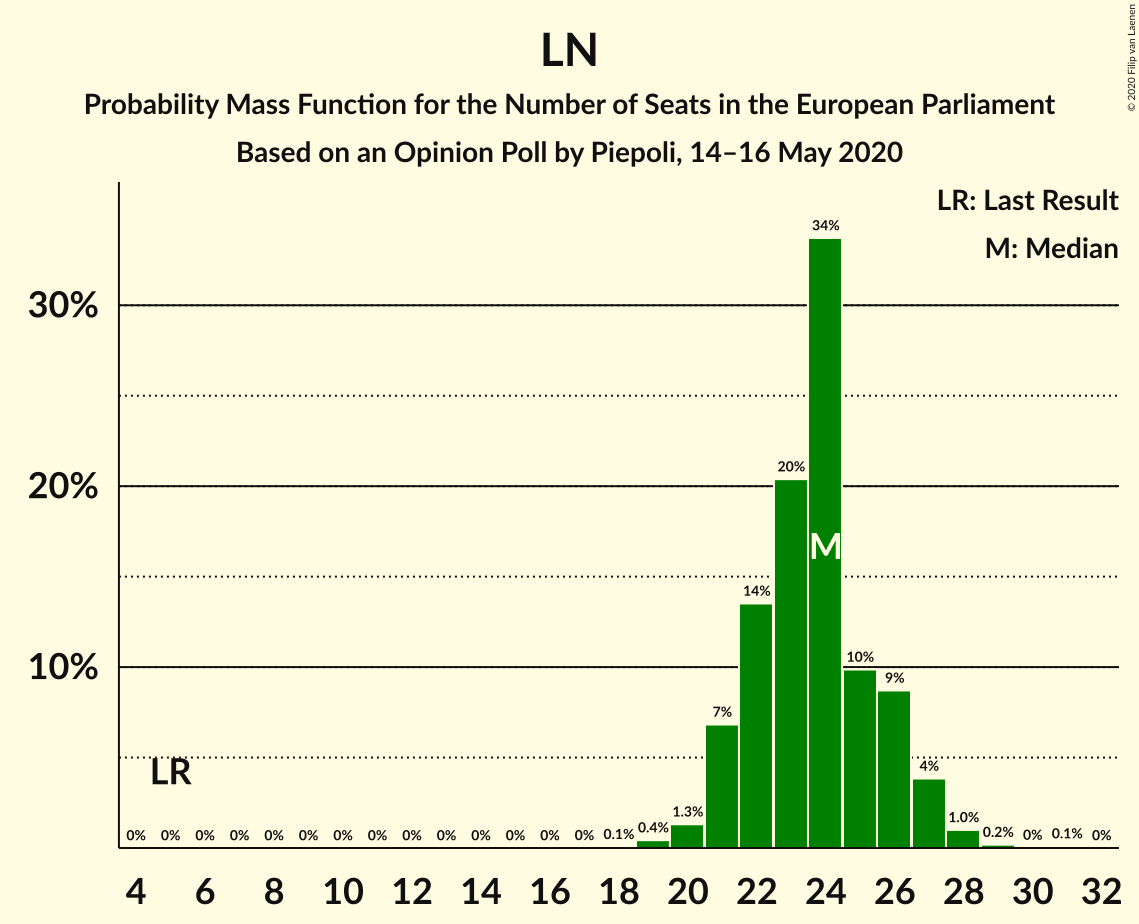 LN
Probability Mass Function for the Number of Seats in the European Parliament
Based on an Opinion Poll by Piepoli, 14–16 May 2020
© 2020 Filip van Laenen
LR: Last Result
M: Median
34%
30%
20%
20%
M
14%
10%
10%
9%
7%
4%
LR
0% 0% 0% 0% 0% 0% 0% 0% 0% 0% 0% 0% 0% 0% 0.1% 0.4% 1.3% 1.0% 0.2% 0% 0.1% 0%
4 6 8 10 12 14 16 18 20 22 24 26 28 30 32